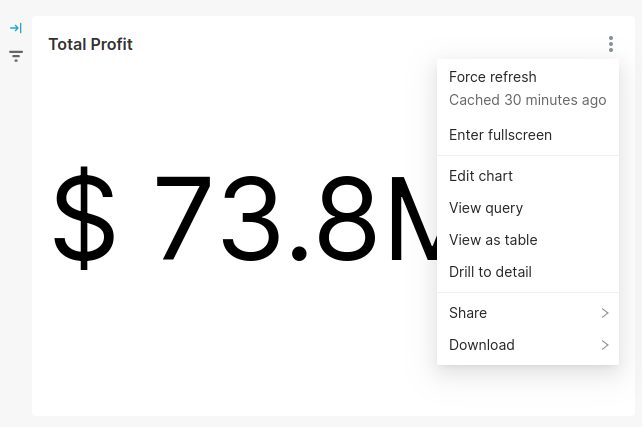 Total Profit
Force refresh
Cached 30 minutes ago
Enter fullscreen
$ 73.8M
Edit chart
View query
View as table
Drill to detail
Share
Download